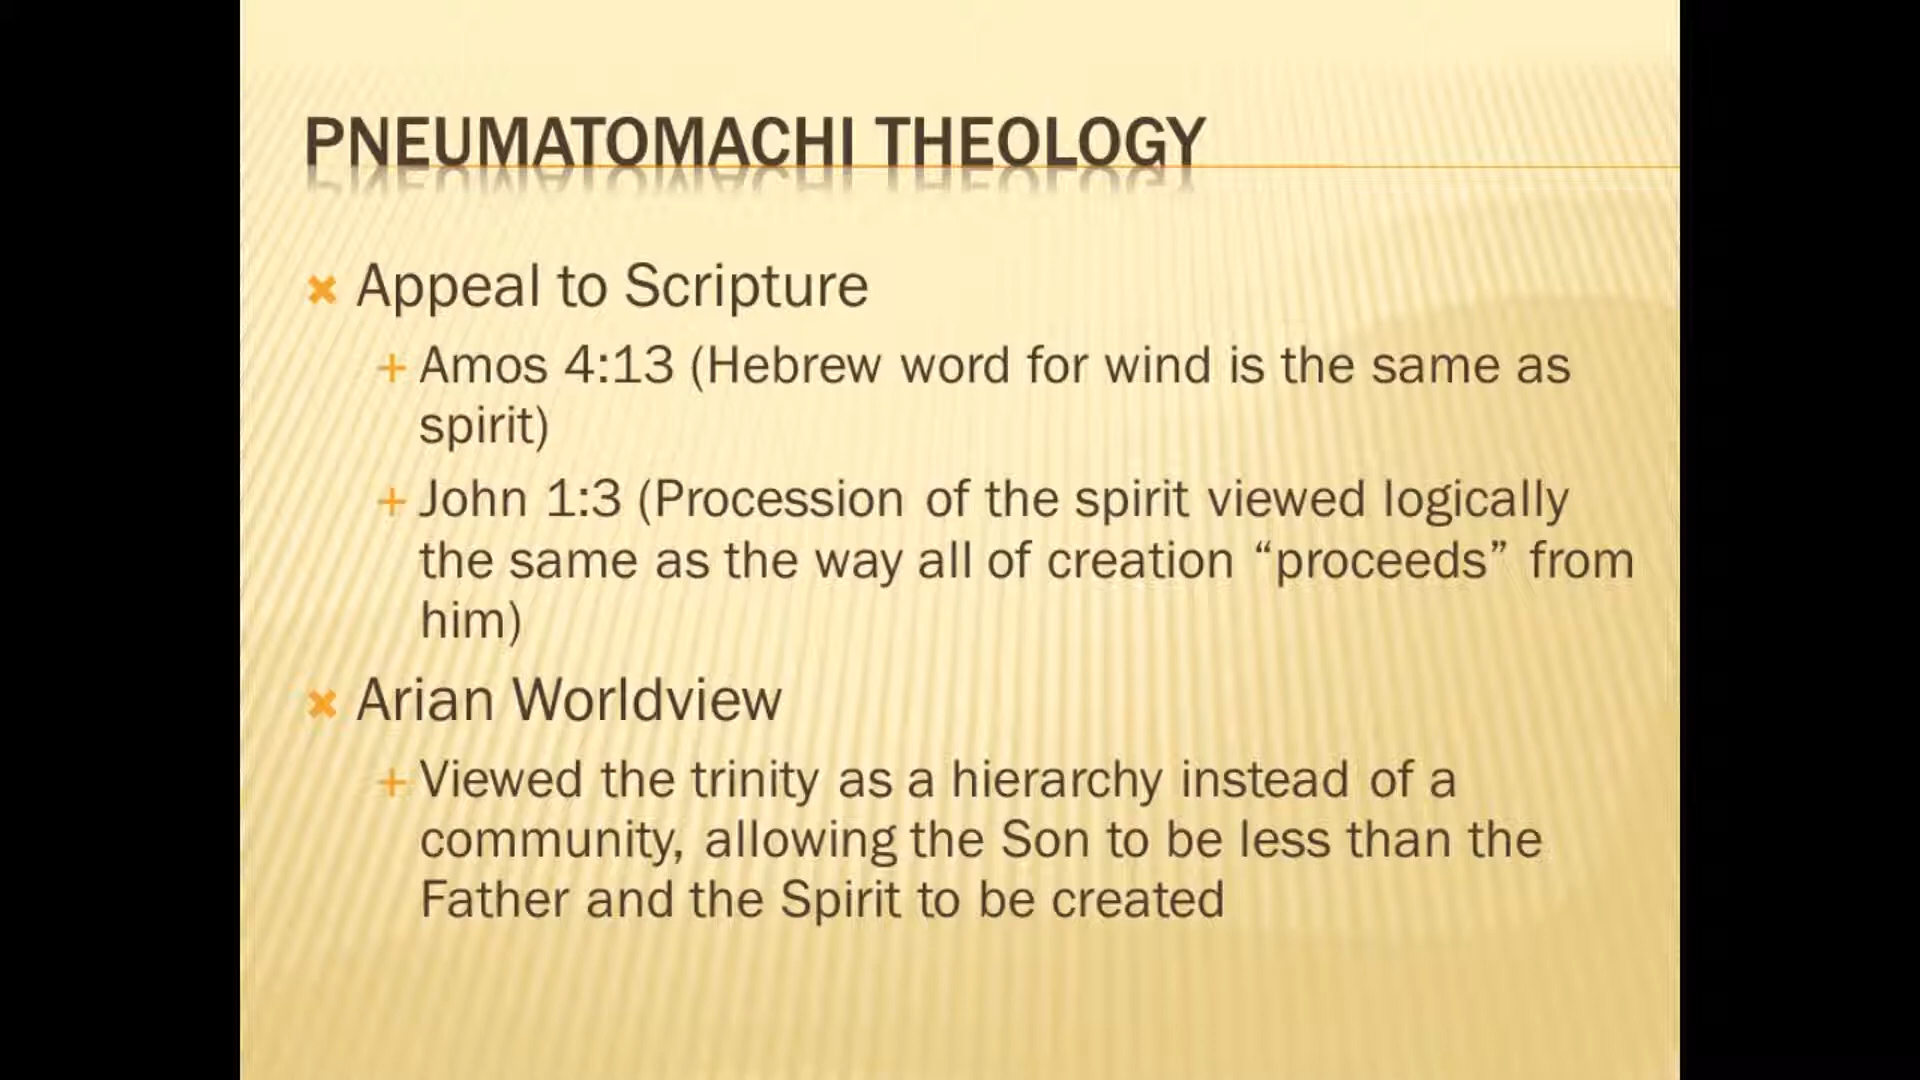 PNEUMATOMACHI THEOLOGY
Appeal to Scripture
Amos 4:13 (Hebrew word for wind is the same as
spirit)
John 1:3 (Procession of the spirit viewed logically
the same as the way all of creation “proceeds” from
him)
Arian Worldview
Viewed the trinity as a hierarchy instead of a
community, allowing the Son to be less than the
Father and the Spirit to be created